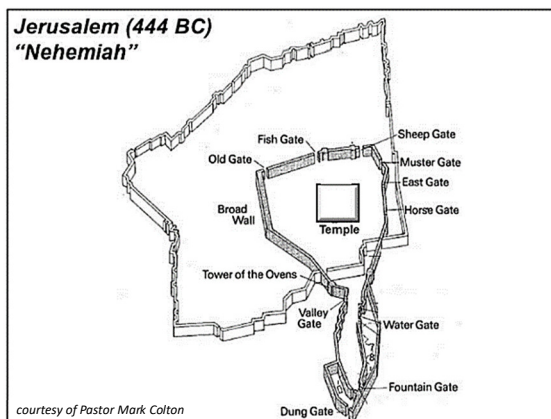 Jerusalem (444 BC)
“Nehemiah”
Sheep Gate
Fish Gate
Old Gate
Muster Gate
East Gate
Horse Gate
Broad
Wall
Temple
Tower of the Ovens
Valley
Gate
Water Gate
Fountain Gate
Dung Gate
courtesy of Pastor Mark Colton